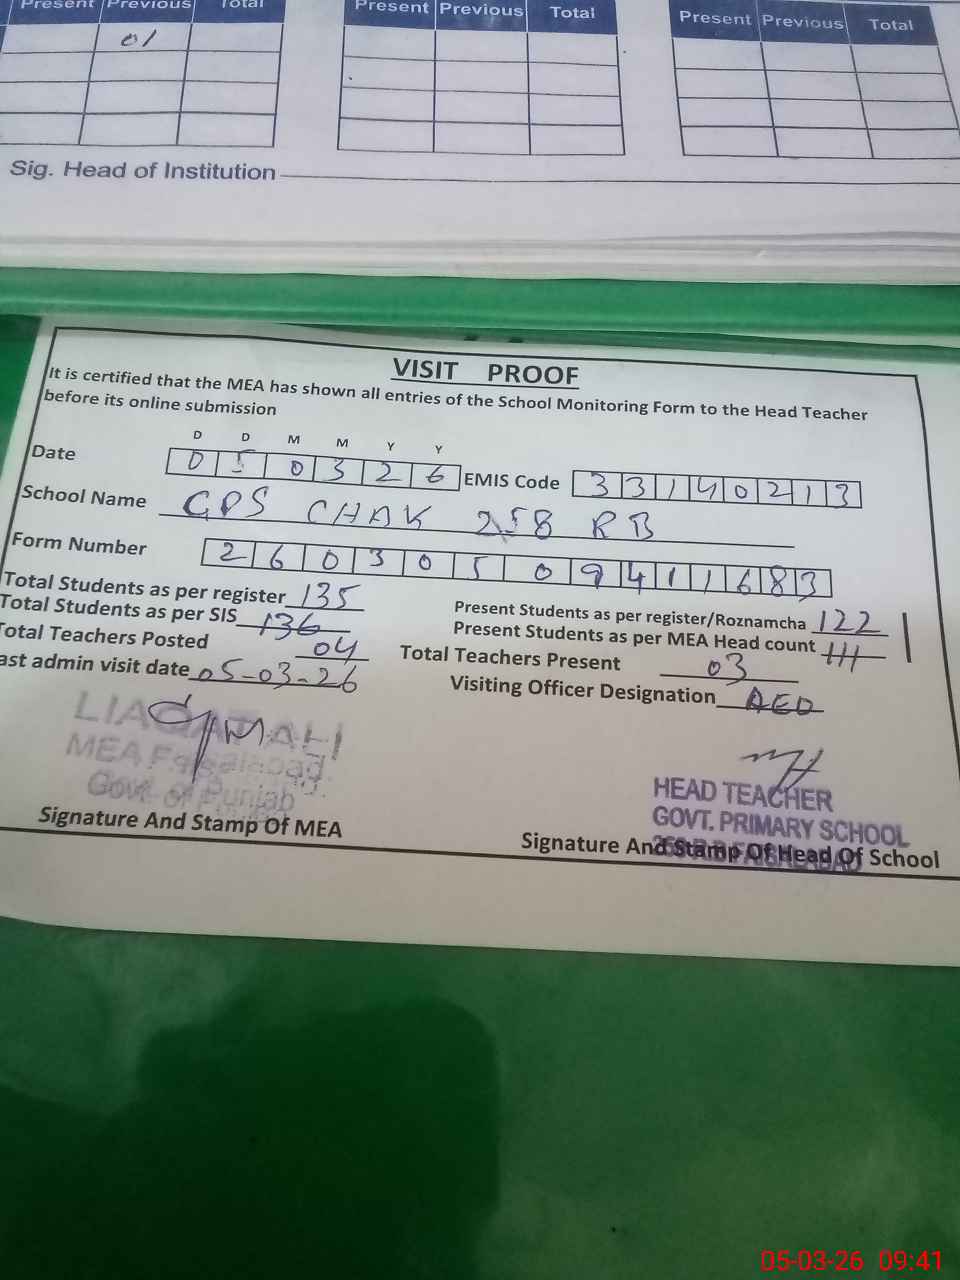 Present Previous Total
01
Present Previous Total
Present Previous Total
Sig. Head of Institution
VISIT PROOF
It is certified that the MEA has shown all entries of the School Monitoring Form to the Head Teacher
before its online submission
D D M M Y Y
Date 0 5 0 3 2 6 EMIS Code 3 3 1 4 0 2 1 3
School Name GPS CHAK 258 RB
Form Number 2 6 0 3 0 5 0 9 4 1 1 6 8 3
Total Students as per register 135 Present Students as per register/Roznamcha 122
Total Students as per SIS 136 Present Students as per MEA Head count 111
Total Teachers Posted 04 Total Teachers Present 03
ast admin visit date 05-03-26 Visiting Officer Designation AEO
LIAQAT ALI
MEA Faisalabad.
Govt. of Punjab
Signature And Stamp Of MEA
HEAD TEACHER
GOVT. PRIMARY SCHOOL
FAISALABAD
Signature And Stamp Of Head Of School
05-03-26 09:41